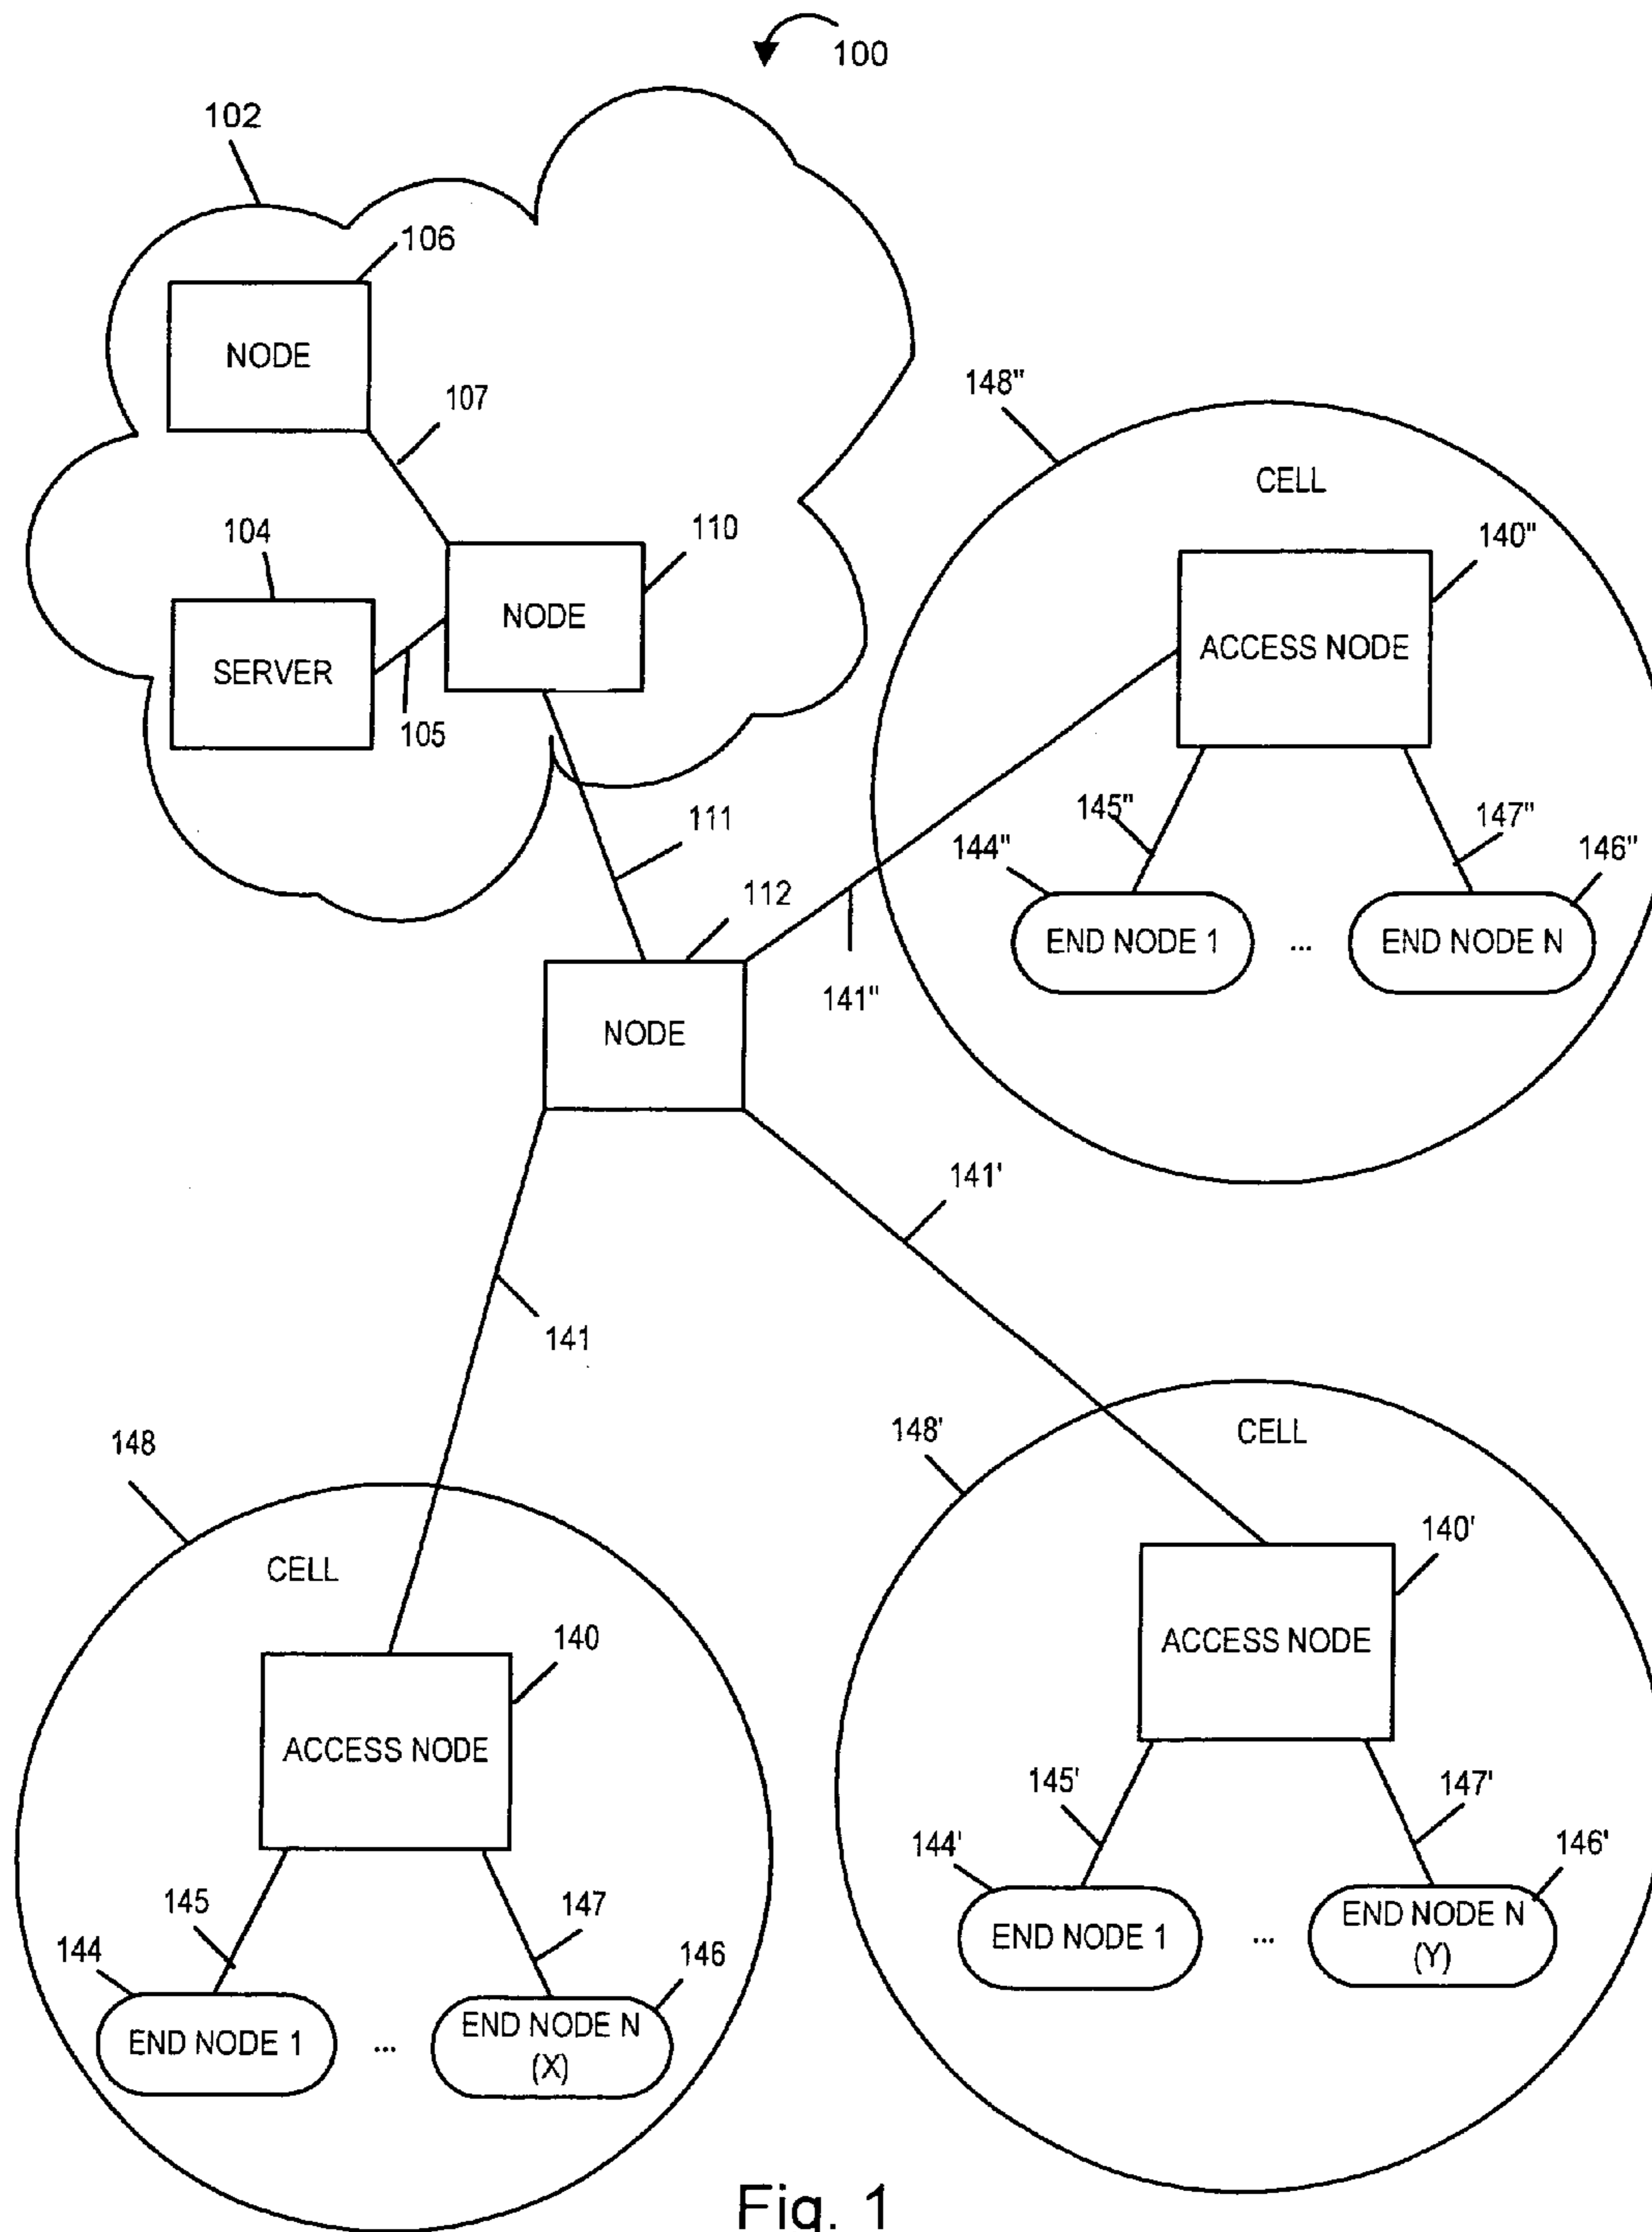 100
102
106
NODE
107
148"
CELL
104
110
140"
NODE
ACCESS NODE
SERVER
105
145"
147"
111
144"
146"
112
END NODE 1
...
END NODE N
141"
NODE
141'
141
148
148'
CELL
CELL
140'
140
ACCESS NODE
ACCESS NODE
145'
147'
144'
146'
145
147
END NODE N
END NODE 1
...
(Y)
144
146
END NODE N
END NODE 1
...
(X)
Fig. 1